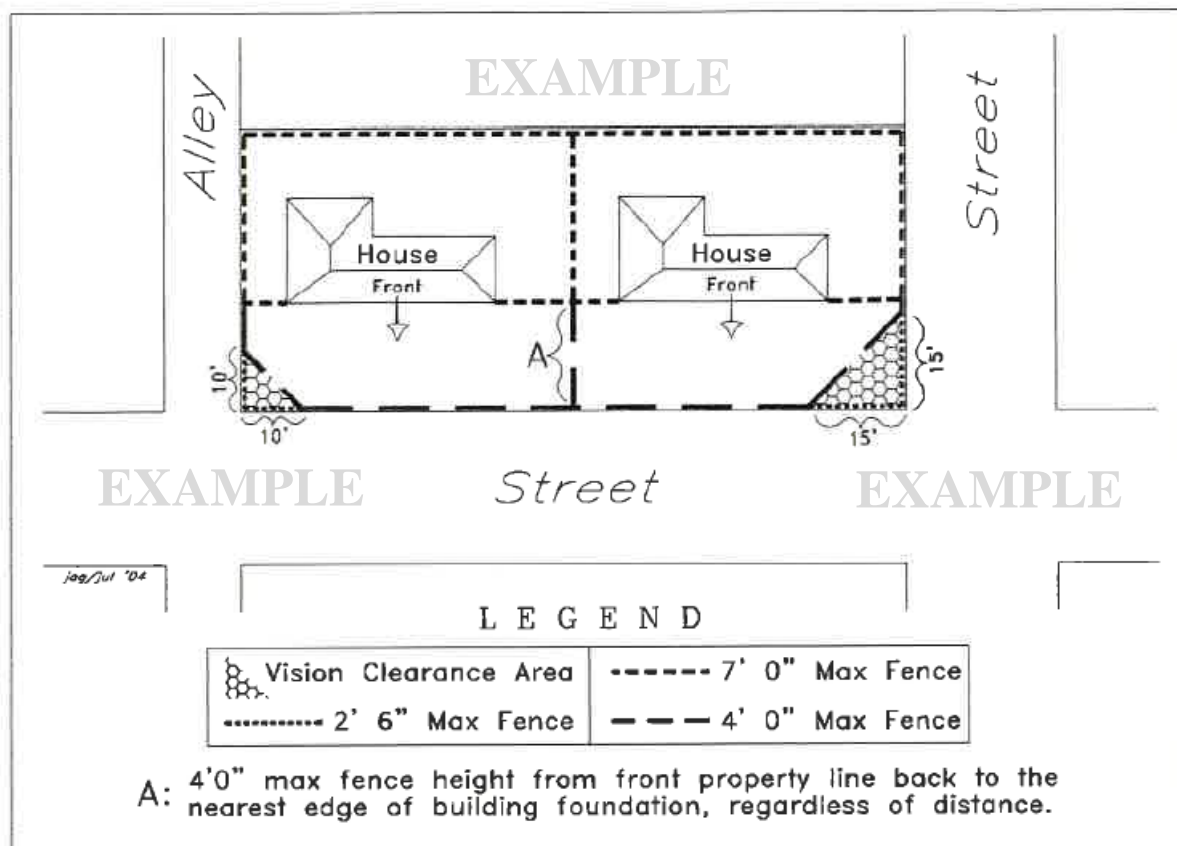 EXAMPLE
Alley
Street
House
Front
House
Front
A
10'
10'
15'
15'
EXAMPLE
Street
EXAMPLE
jag/jul '04
LEGEND
Vision Clearance Area
7' 0" Max Fence
2' 6" Max Fence
4' 0" Max Fence
A: 4'0" max fence height from front property line back to the
nearest edge of building foundation, regardless of distance.